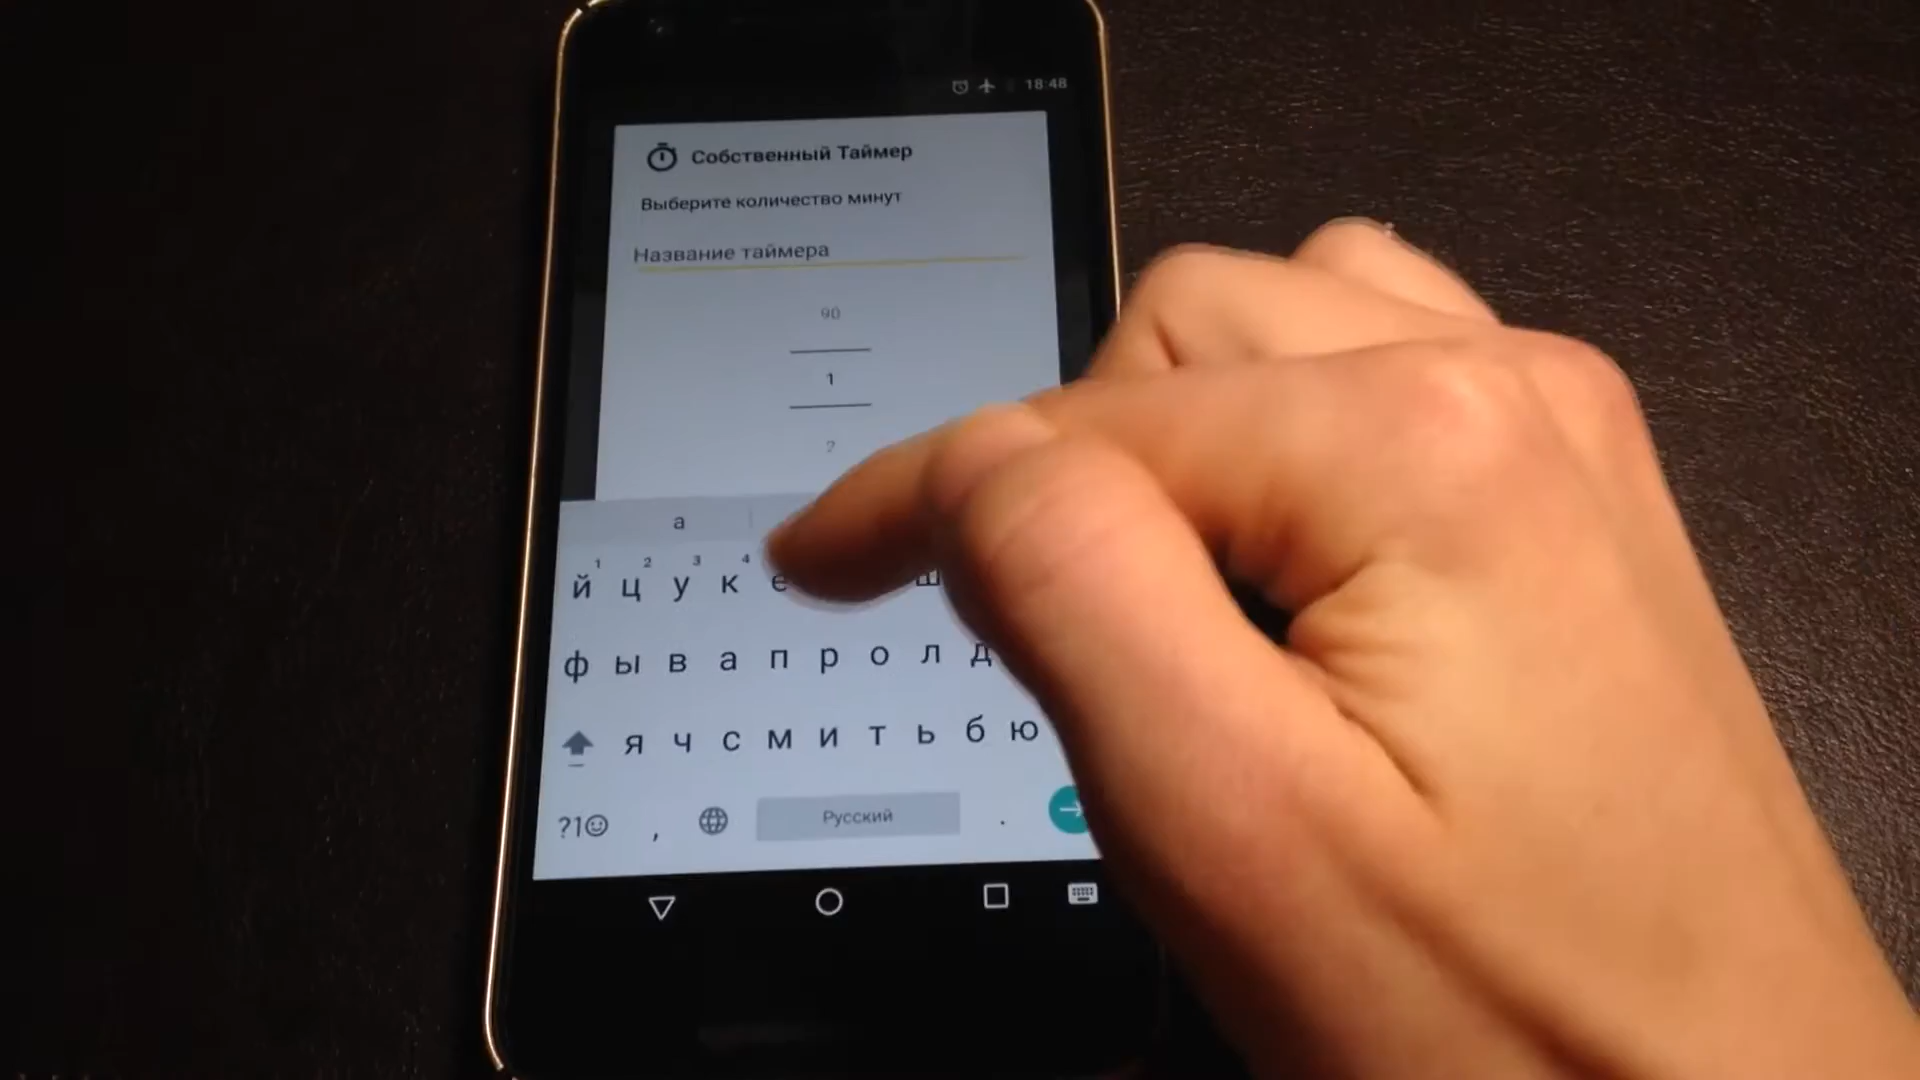 18:48
Собственный Таймер
Выберите количество минут
Название таймера
90
1
2
а
1 2 3 4
й ц у к е ш
ф ы в а п р о л д
я ч с м и т ь б ю
?1☺ , Русский .